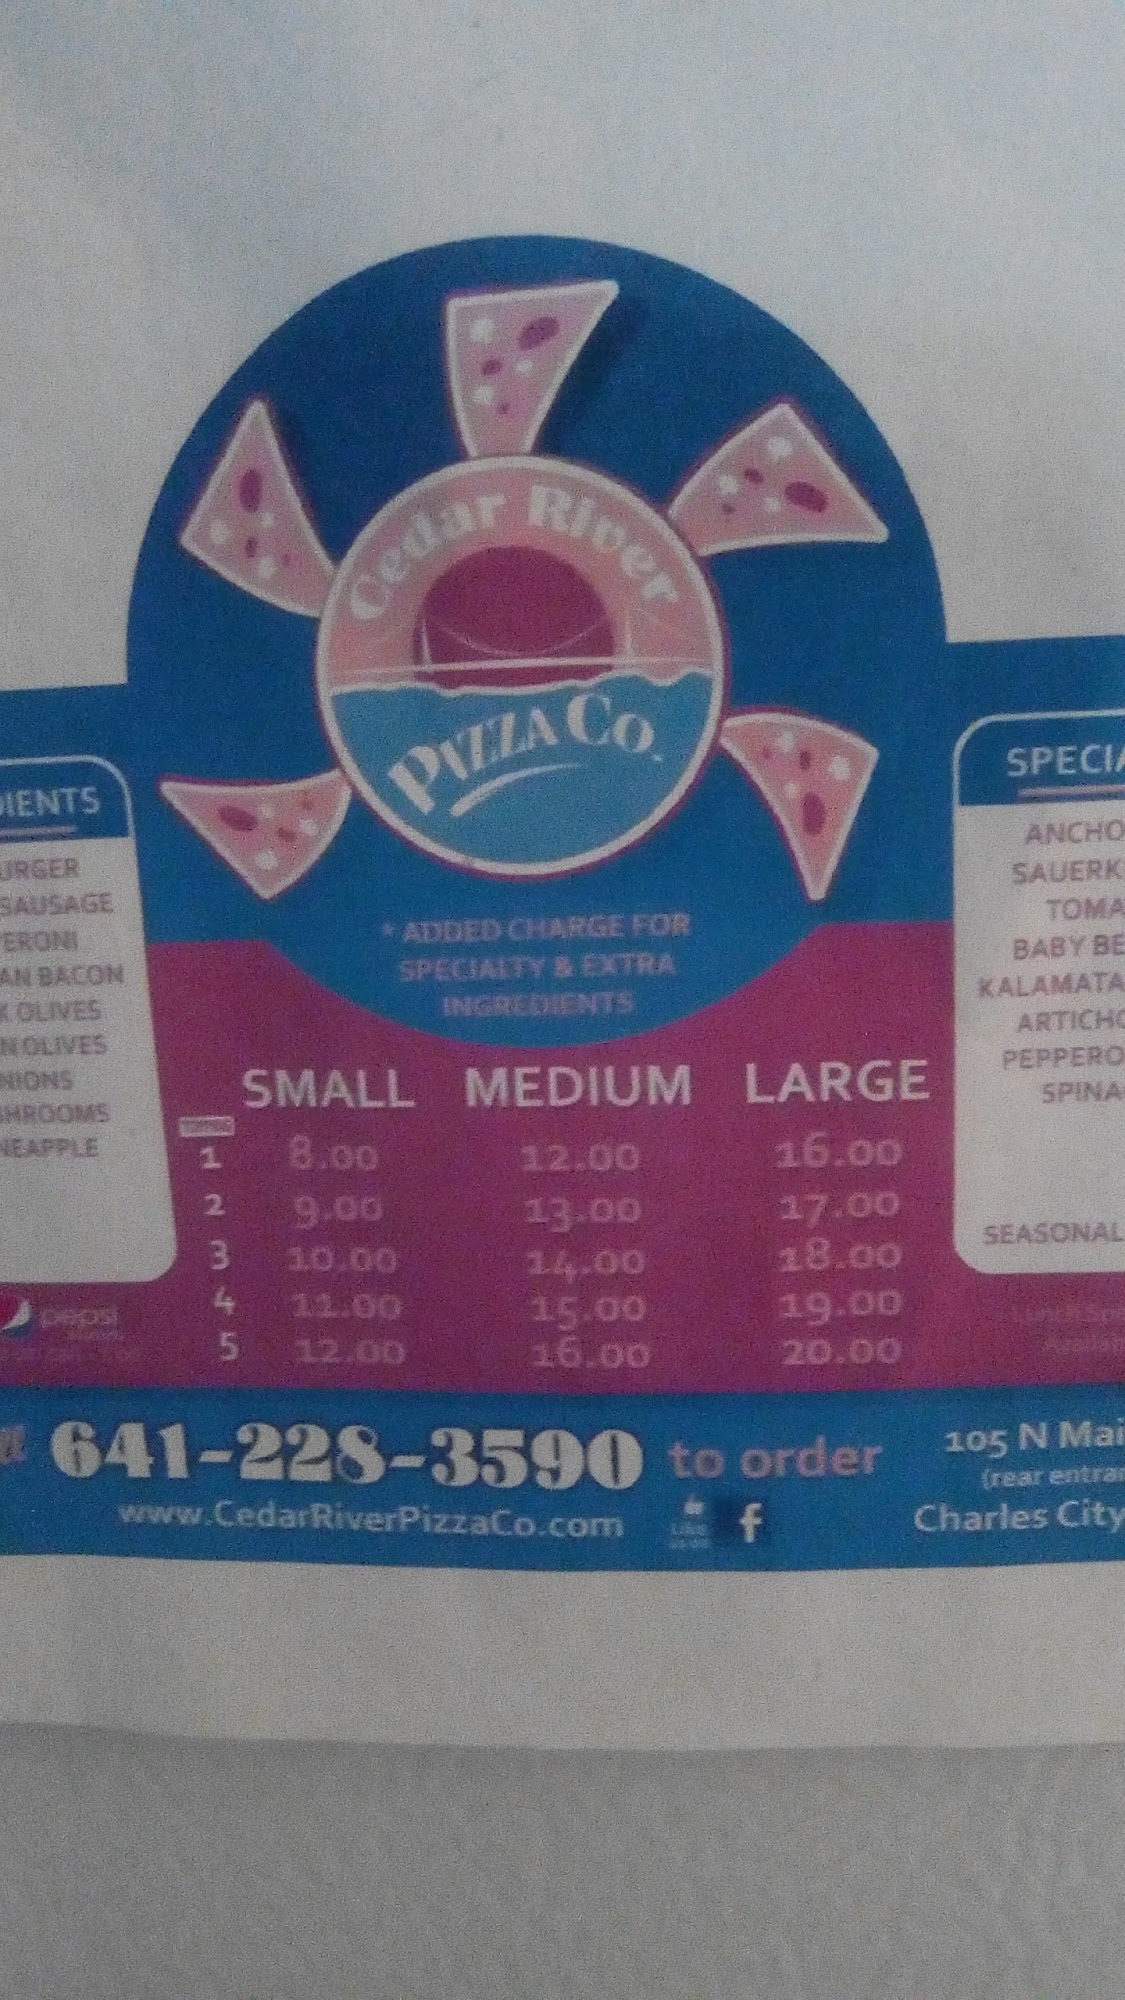 Cedar River
PIZZA CO.
* ADDED CHARGE FOR
SPECIALTY & EXTRA
INGREDIENTS
DIENTS
URGER
SAUSAGE
ERONI
AN BACON
K OLIVES
N OLIVES
NIONS
SHROOMS
NEAPPLE
pepsi
SMALL MEDIUM LARGE
1 8.00 12.00 16.00
2 9.00 13.00 17.00
3 10.00 14.00 18.00
4 11.00 15.00 19.00
5 12.00 16.00 20.00
SPECIA
ANCHO
SAUERK
TOMA
BABY BE
KALAMATA
ARTICHO
PEPPERO
SPINA
SEASONAL
641-228-3590 to order
www.CedarRiverPizzaCo.com
f
105 N Mai
(rear entra
Charles City